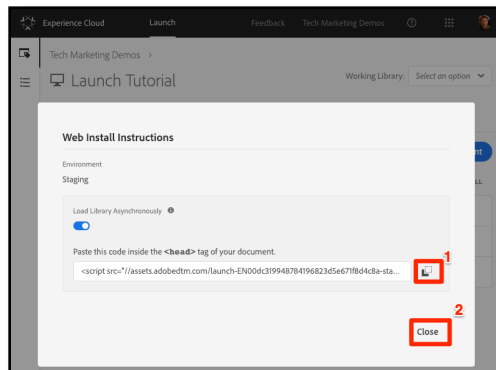 Experience Cloud Launch Feedback Tech Marketing Demos
Tech Marketing Demos >
Launch Tutorial Working Library: Select an option
nt
LL
Web Install Instructions
Environment
Staging
Load Library Asynchronously
Paste this code inside the <head> tag of your document.
1
<script src="//assets.adobedtm.com/launch-EN00dc319948784196823d5e671f8d4c8a-sta...
2
Close